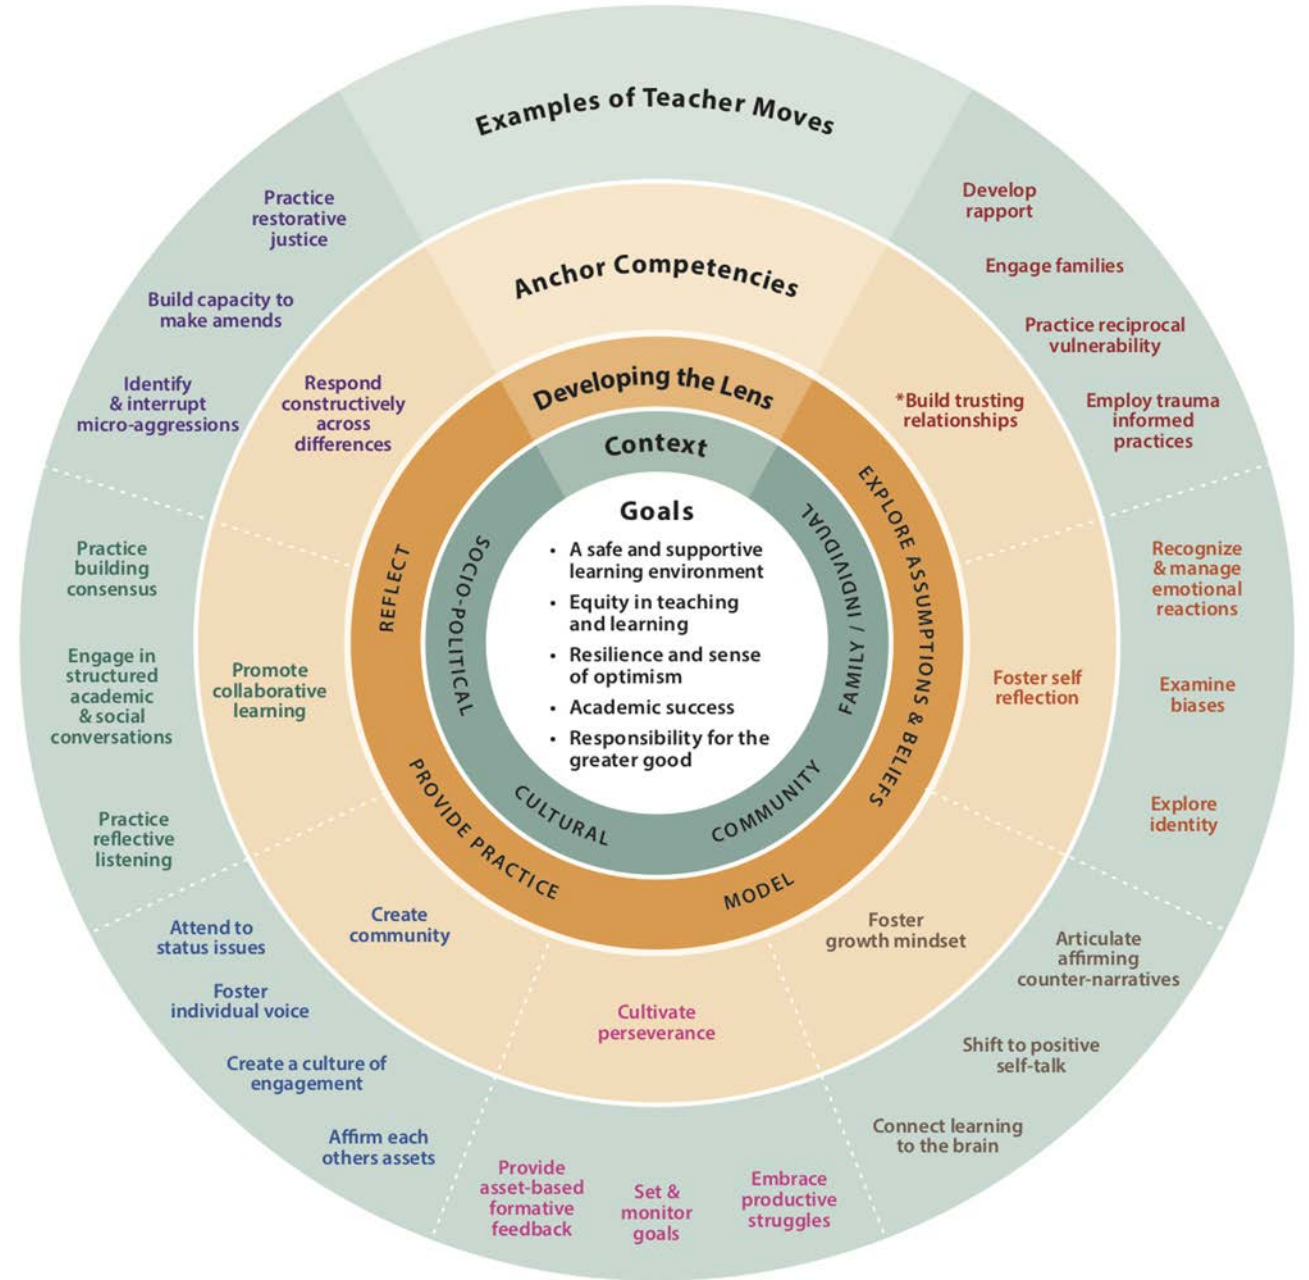 Examples of Teacher Moves
Anchor Competencies
Developing the Lens
Context
Goals
• A safe and supportive
learning environment
• Equity in teaching
and learning
• Resilience and sense
of optimism
• Academic success
• Responsibility for the
greater good
FAMILY / INDIVIDUAL
COMMUNITY
CULTURAL
SOCIO-POLITICAL
EXPLORE ASSUMPTIONS & BELIEFS
MODEL
PROVIDE PRACTICE
REFLECT
*Build trusting
relationships
Develop
rapport
Engage families
Practice reciprocal
vulnerability
Employ trauma
informed
practices
Foster self
reflection
Recognize
& manage
emotional
reactions
Examine
biases
Explore
identity
Foster
growth mindset
Articulate
affirming
counter-narratives
Shift to positive
self-talk
Connect learning
to the brain
Cultivate
perseverance
Embrace
productive
struggles
Set &
monitor
goals
Provide
asset-based
formative
feedback
Create
community
Affirm each
others assets
Create a culture of
engagement
Foster
individual voice
Attend to
status issues
Promote
collaborative
learning
Practice
reflective
listening
Engage in
structured
academic
& social
conversations
Practice
building
consensus
Respond
constructively
across
differences
Identify
& interrupt
micro-aggressions
Build capacity to
make amends
Practice
restorative
justice